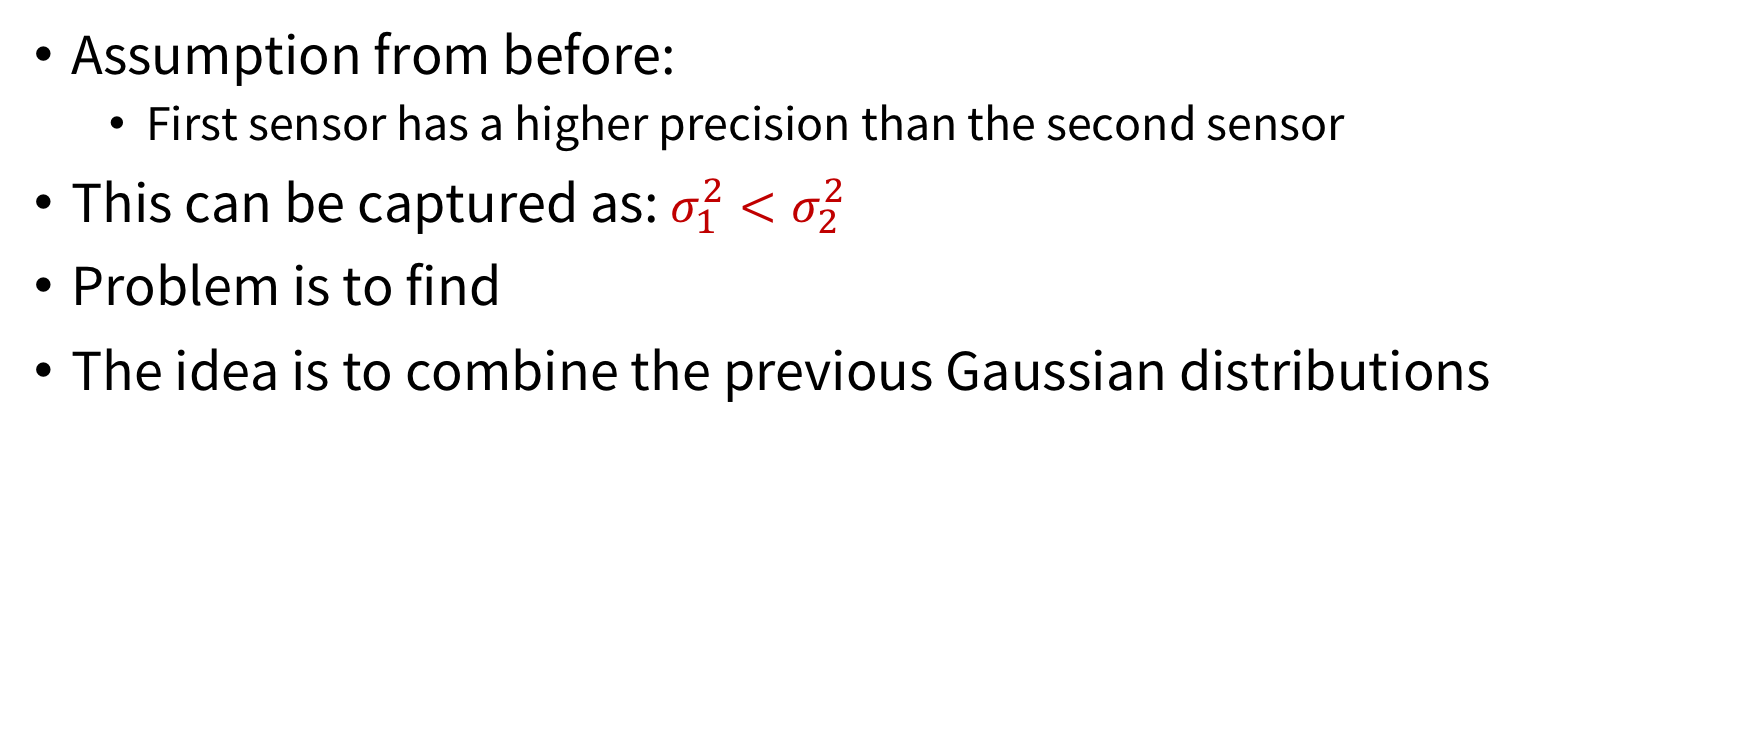 • Assumption from before:
• First sensor has a higher precision than the second sensor
• This can be captured as: σ₁² < σ₂²
• Problem is to find
• The idea is to combine the previous Gaussian distributions